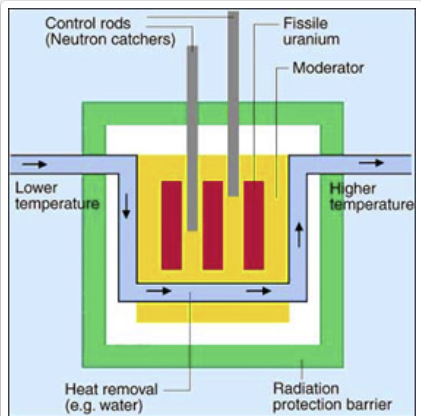 Control rods
(Neutron catchers)
Fissile
uranium
Moderator
Lower
temperature
Higher
temperature
Heat removal
(e.g. water)
Radiation
protection barrier